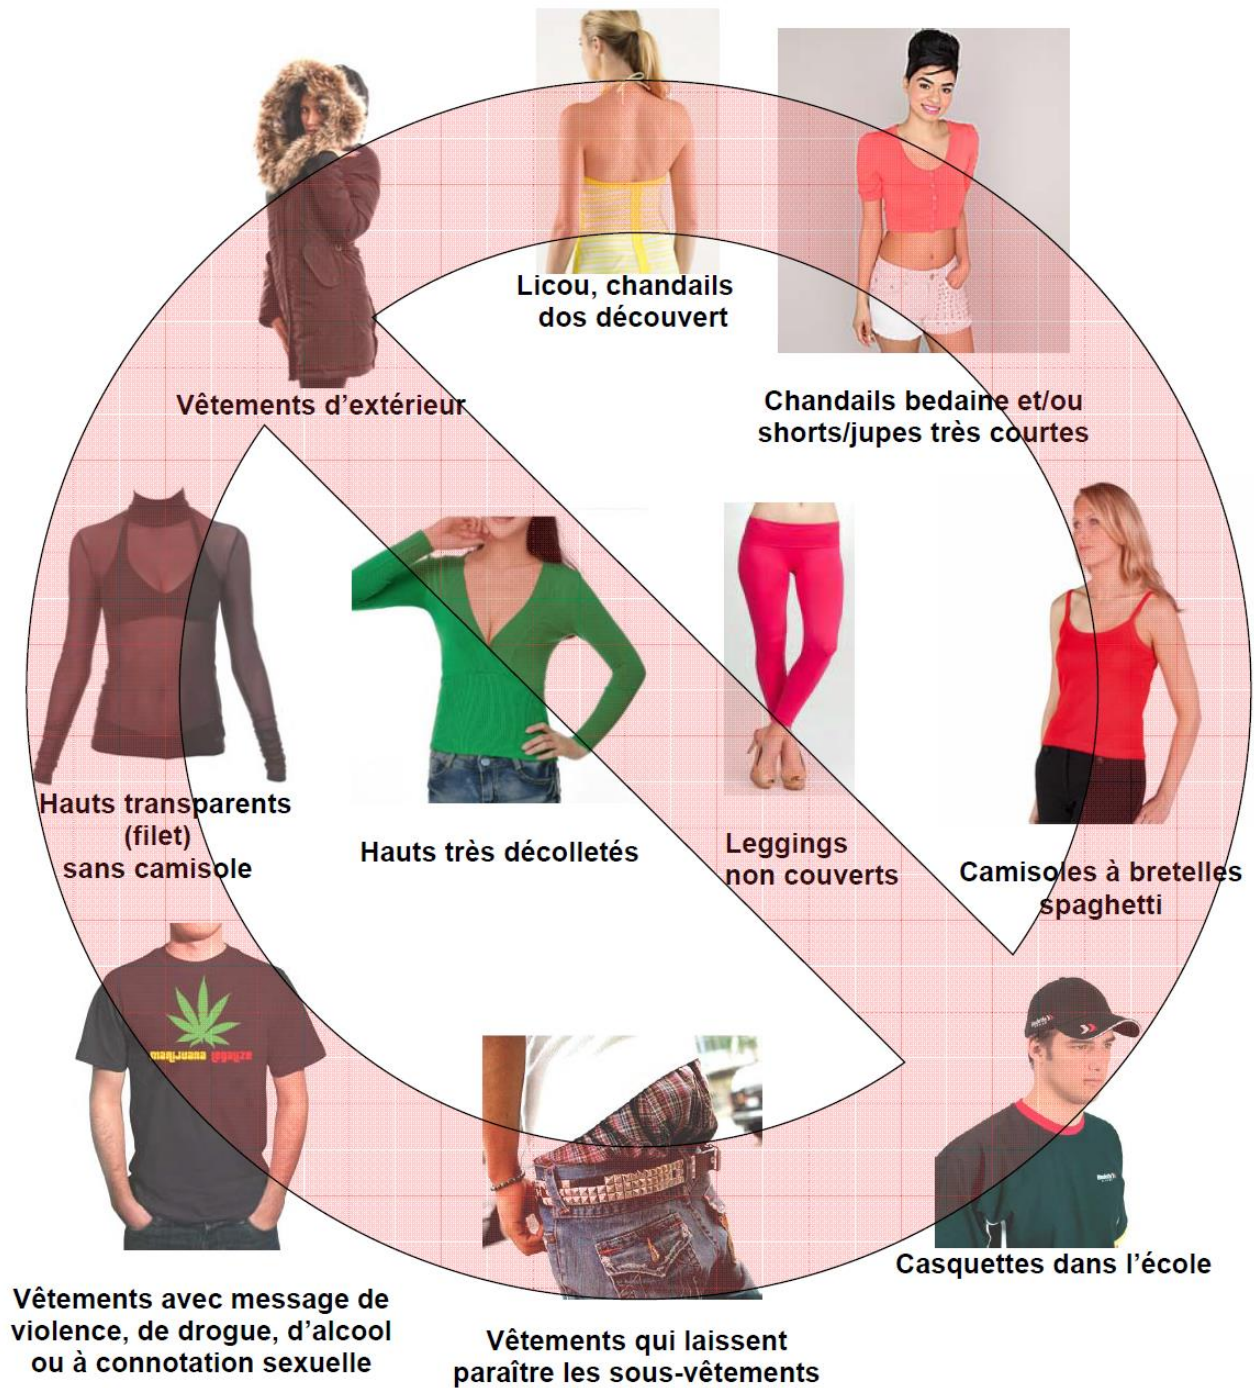 Licou, chandails
dos découvert
Vêtements d'extérieur
Chandails bedaine et/ou
shorts/jupes très courtes
Hauts transparents
(filet)
sans camisole
Hauts très décolletés
Leggings
non couverts
Camisoles à bretelles
spaghetti
marijuana legalize
Casquettes dans l'école
Vêtements avec message de
violence, de drogue, d'alcool
ou à connotation sexuelle
Vêtements qui laissent
paraître les sous-vêtements